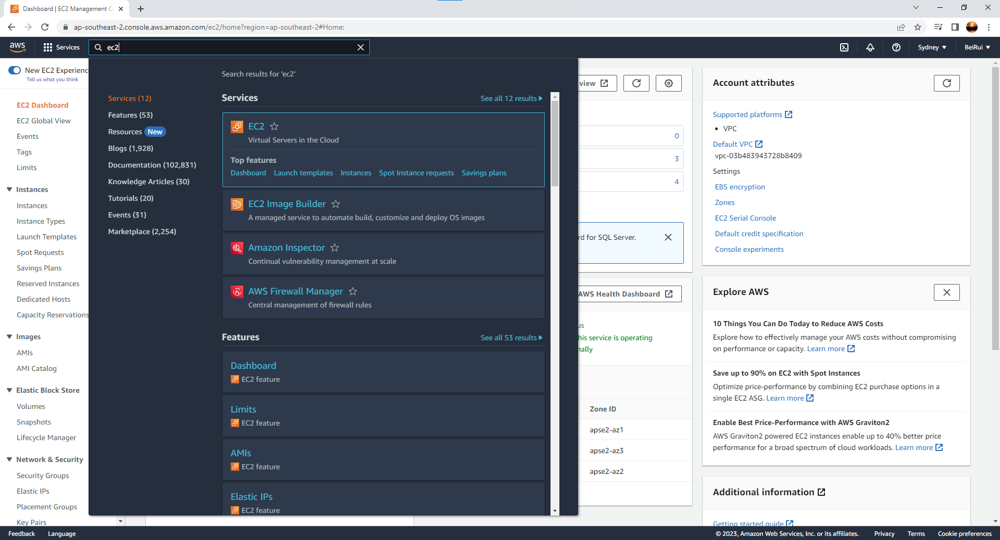 Dashboard | EC2 Management C
ap-southeast-2.console.aws.amazon.com/ec2/home?region=ap-southeast-2#Home:
aws
Services
ec2
Sydney
BeiRui
New EC2 Experience
Tell us what you think
EC2 Dashboard
EC2 Global View
Events
Tags
Limits
Instances
Instances
Instance Types
Launch Templates
Spot Requests
Savings Plans
Reserved Instances
Dedicated Hosts
Capacity Reservations
Images
AMIs
AMI Catalog
Elastic Block Store
Volumes
Snapshots
Lifecycle Manager
Network & Security
Security Groups
Elastic IPs
Placement Groups
Key Pairs
Search results for 'ec2'
Services (12)
Features (53)
Resources New
Blogs (1,928)
Documentation (102,831)
Knowledge Articles (30)
Tutorials (20)
Events (31)
Marketplace (2,254)
Services
See all 12 results
EC2
Virtual Servers in the Cloud
Top features
Dashboard Launch templates Instances Spot Instance requests Savings plans
EC2 Image Builder
A managed service to automate build, customize and deploy OS images
Amazon Inspector
Continual vulnerability management at scale
AWS Firewall Manager
Central management of firewall rules
Features
See all 53 results
Dashboard
EC2 feature
Limits
EC2 feature
AMIs
EC2 feature
Elastic IPs
EC2 feature
view
0
3
4
rd for SQL Server.
AWS Health Dashboard
us
his service is operating
nally
Zone ID
apse2-az1
apse2-az3
apse2-az2
Account attributes
Supported platforms
• VPC
Default VPC
vpc-03b483943728b8409
Settings
EBS encryption
Zones
EC2 Serial Console
Default credit specification
Console experiments
Explore AWS
10 Things You Can Do Today to Reduce AWS Costs
Explore how to effectively manage your AWS costs without compromising
on performance or capacity. Learn more
Save up to 90% on EC2 with Spot Instances
Optimize price-performance by combining EC2 purchase options in a
single EC2 ASG. Learn more
Enable Best Price-Performance with AWS Graviton2
AWS Graviton2 powered EC2 instances enable up to 40% better price
performance for a broad spectrum of cloud workloads. Learn more
Additional information
Getting started guide
Feedback
Language
© 2023, Amazon Web Services, Inc. or its affiliates.
Privacy
Terms
Cookie preferences